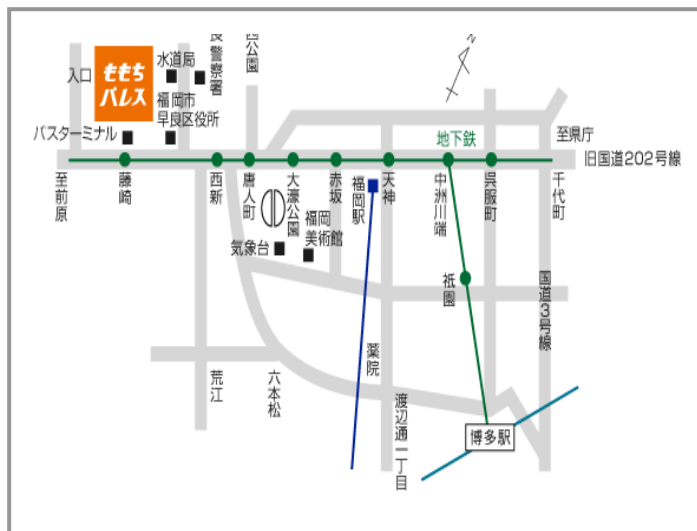 入口
ももち
パレス
水道局
良警察署
公園
N
福岡市
早良区役所
バスターミナル
地下鉄
至県庁
旧国道202号線
至前原
藤崎
西新
唐人町
大濠公園
赤坂
福岡駅
天神
中洲川端
呉服町
千代町
福岡
美術館
気象台
祇園
国道3号線
薬院
荒江
六本松
渡辺通一丁目
博多駅